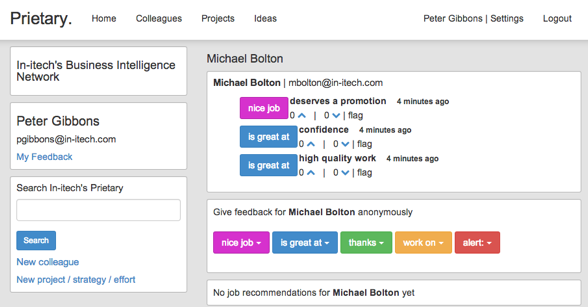 Prietary. Home Colleagues Projects Ideas Peter Gibbons | Settings Logout
In-itech's Business Intelligence
Network
Peter Gibbons
pgibbons@in-itech.com
My Feedback
Search In-itech's Prietary
Search
New colleague
New project / strategy / effort
Michael Bolton
Michael Bolton | mbolton@in-itech.com
nice job deserves a promotion 4 minutes ago
0 | 0 | flag
is great at confidence 4 minutes ago
0 | 0 | flag
is great at high quality work 4 minutes ago
0 | 0 | flag
Give feedback for Michael Bolton anonymously
nice job is great at thanks work on alert:
No job recommendations for Michael Bolton yet